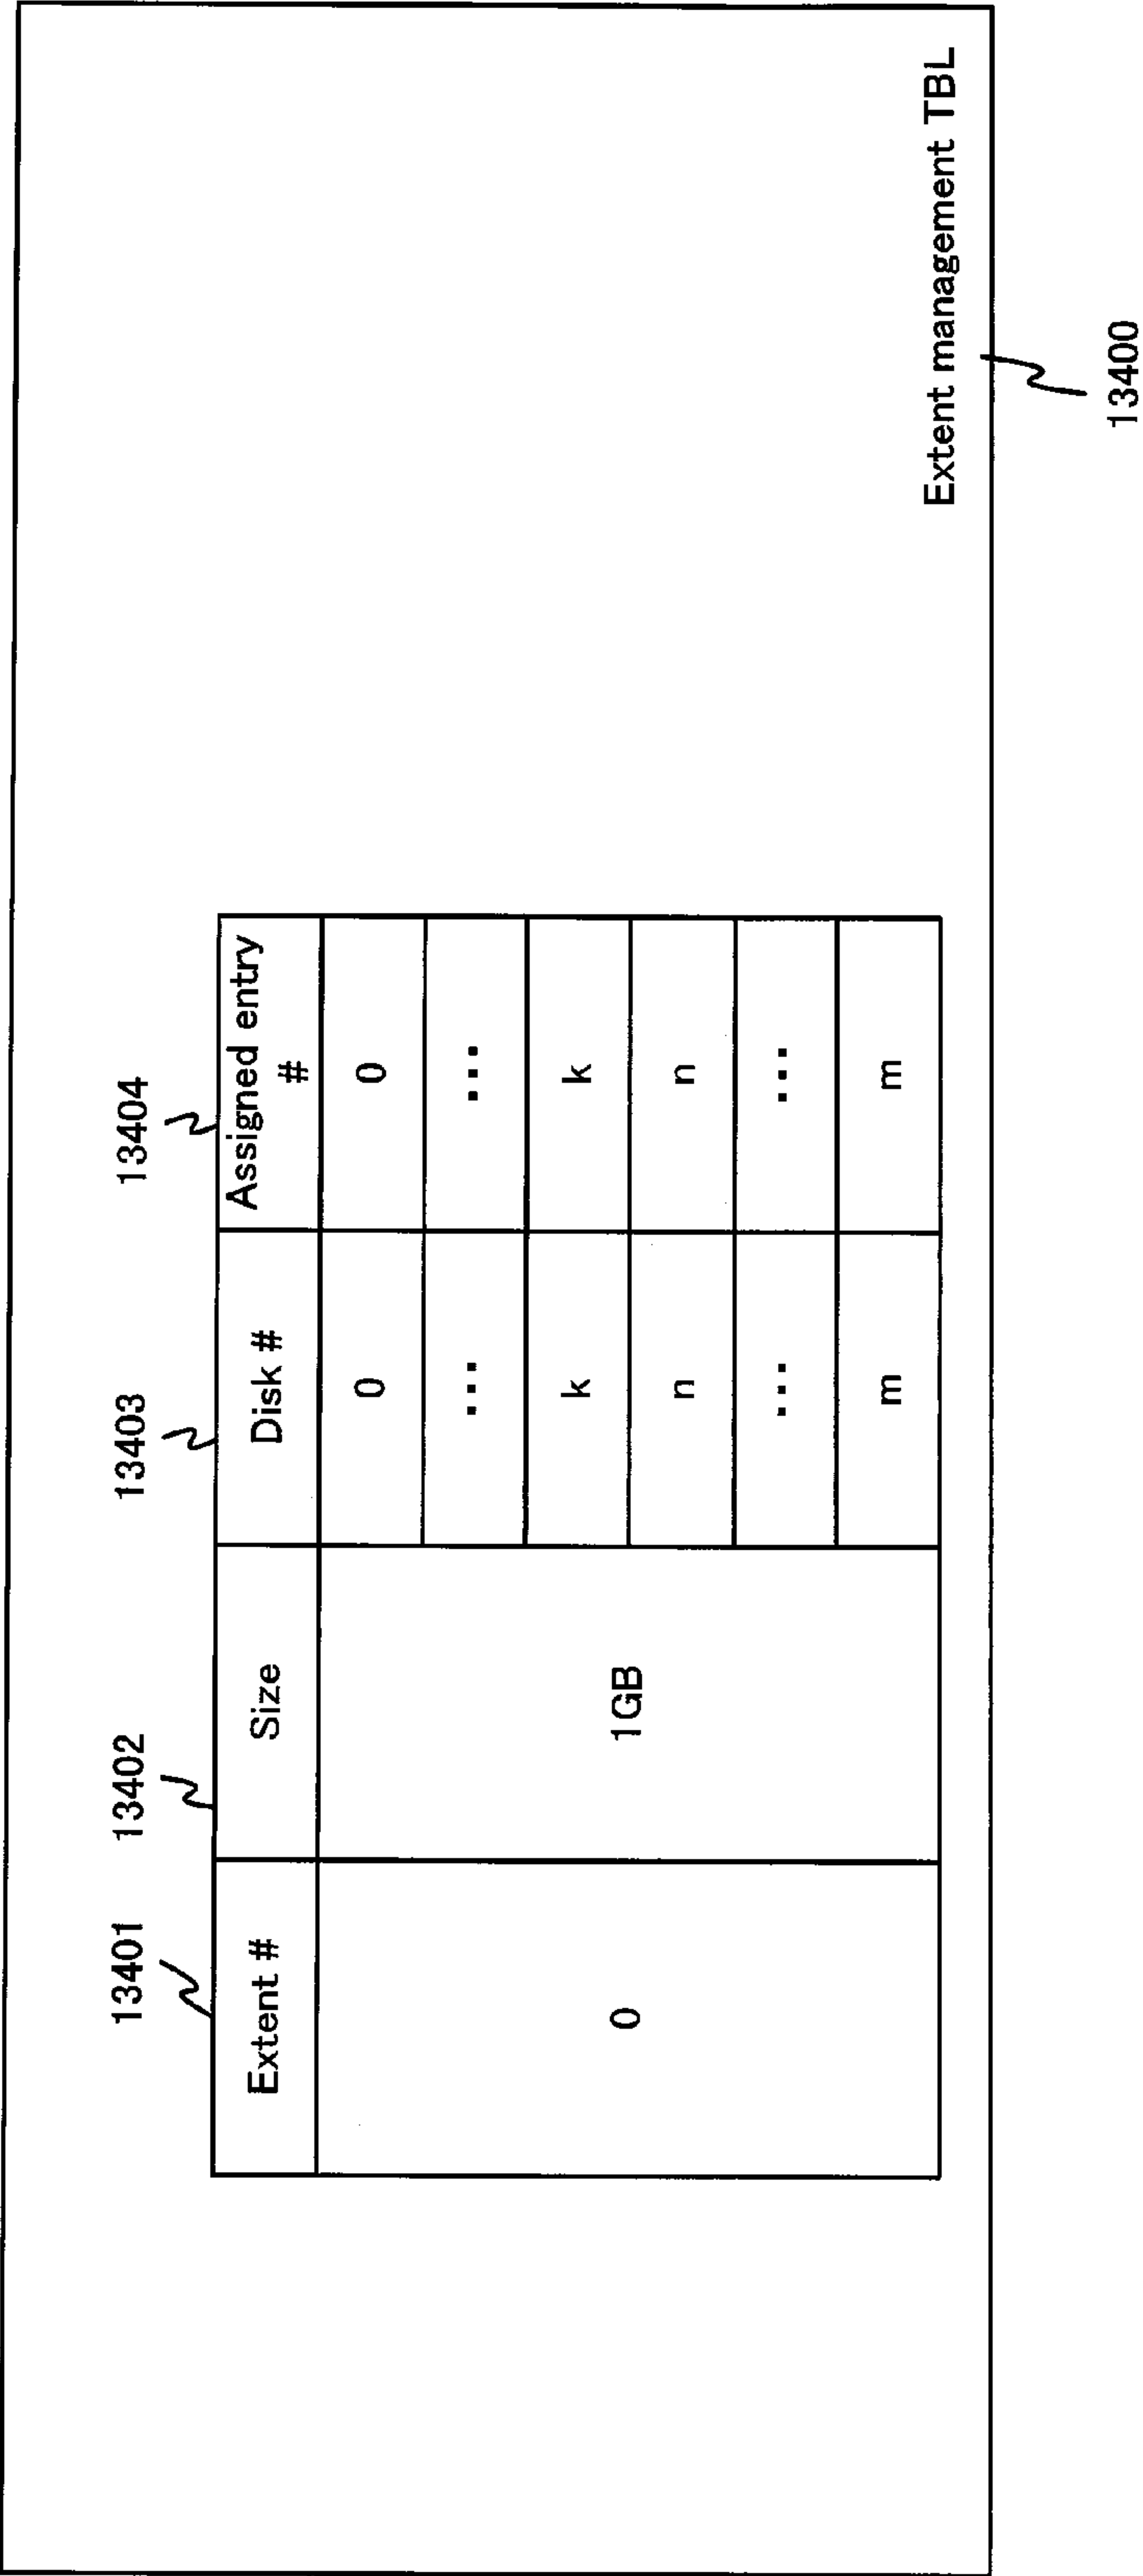 13401
13402
13403
13404
Extent #
Size
Disk #
Assigned entry
#
0
1GB
0
0
...
...
k
k
n
n
...
...
m
m
Extent management TBL
13400